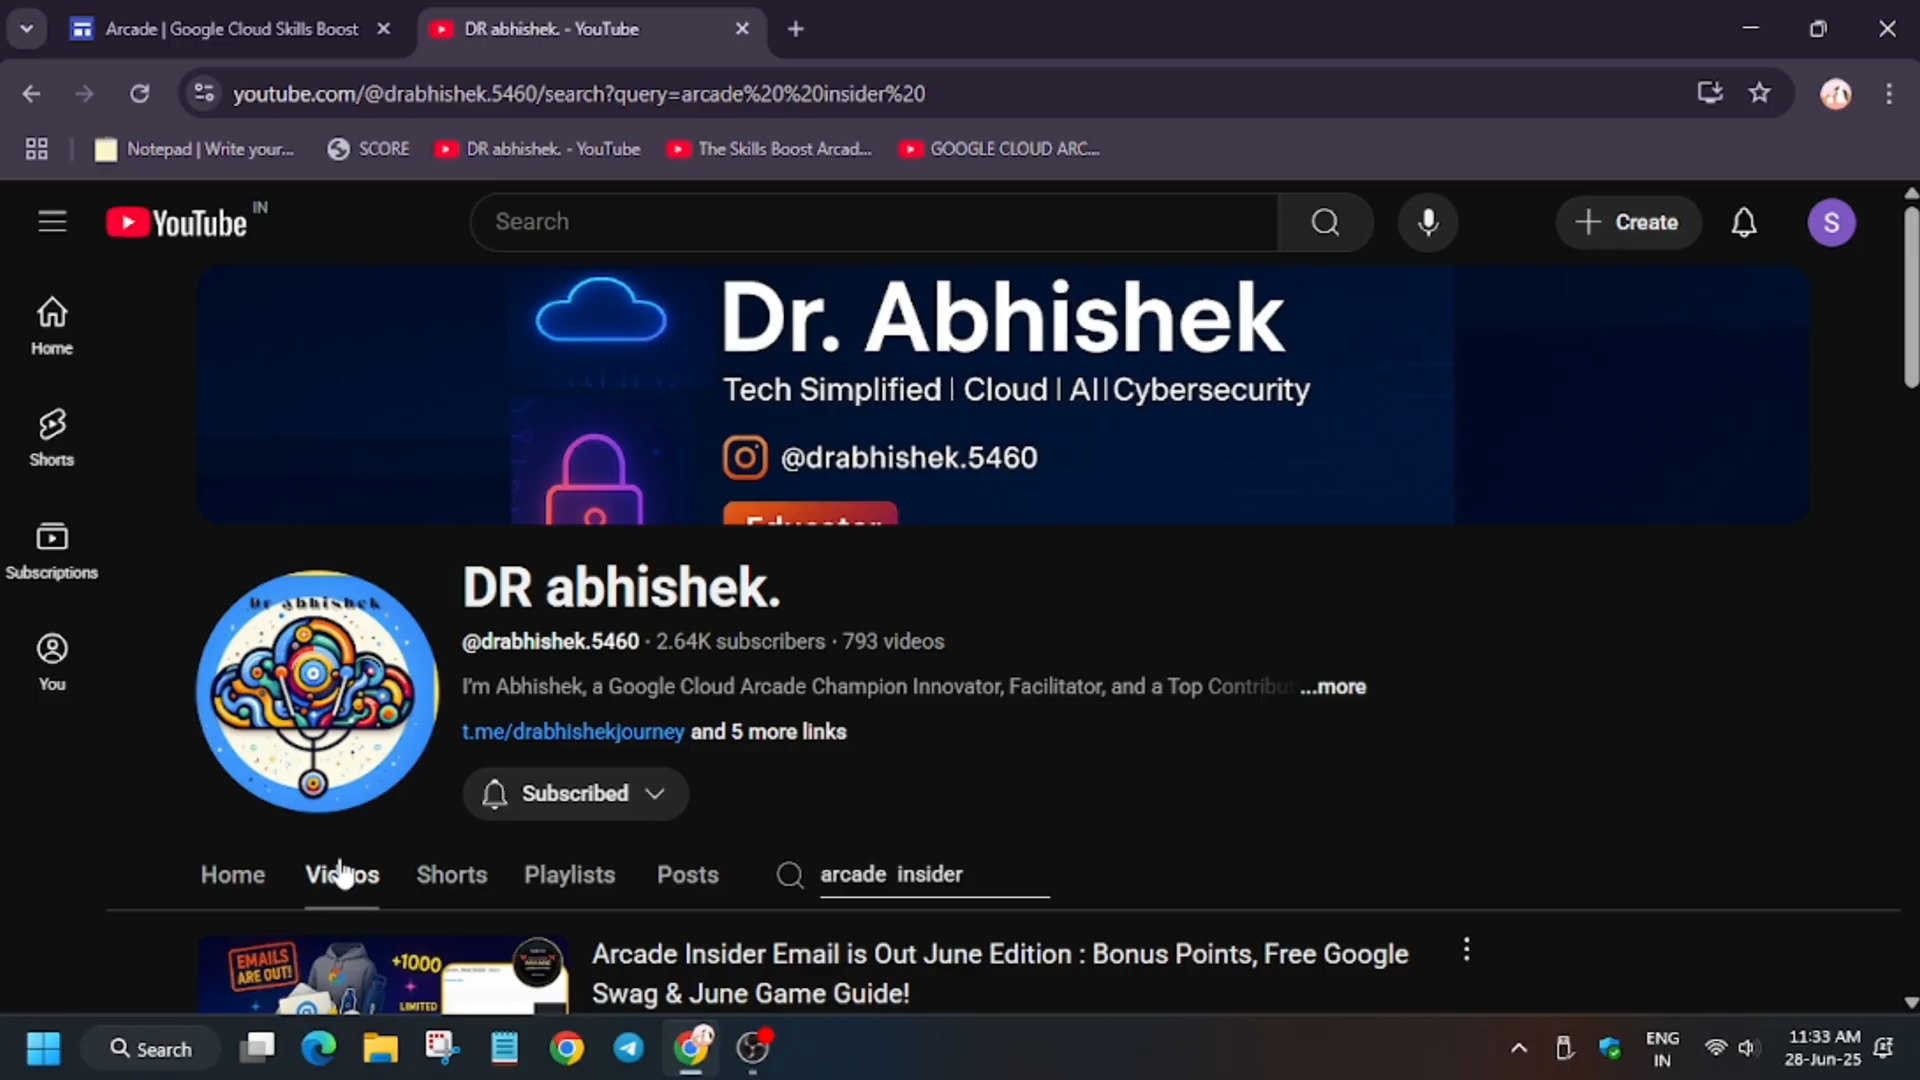 Arcade | Google Cloud Skills Boost
DR abhishek. - YouTube
youtube.com/@drabhishek.5460/search?query=arcade%20%20insider%20
Notepad | Write your...
SCORE
DR abhishek. - YouTube
The Skills Boost Arcad...
GOOGLE CLOUD ARC...
YouTube
IN
Search
Create
S
Home
Shorts
Subscriptions
You
Dr. Abhishek
Tech Simplified | Cloud | AI | Cybersecurity
@drabhishek.5460
Educator
Dr abhishek
DR abhishek.
@drabhishek.5460 · 2.64K subscribers · 793 videos
I'm Abhishek, a Google Cloud Arcade Champion Innovator, Facilitator, and a Top Contribut ...more
t.me/drabhishekjourney and 5 more links
Subscribed
Home
Videos
Shorts
Playlists
Posts
arcade  insider
EMAILS
ARE OUT!
+1000
LIMITED
Arcade Insider Email is Out June Edition : Bonus Points, Free Google
Swag & June Game Guide!
Search
ENG
IN
11:33 AM
28-Jun-25